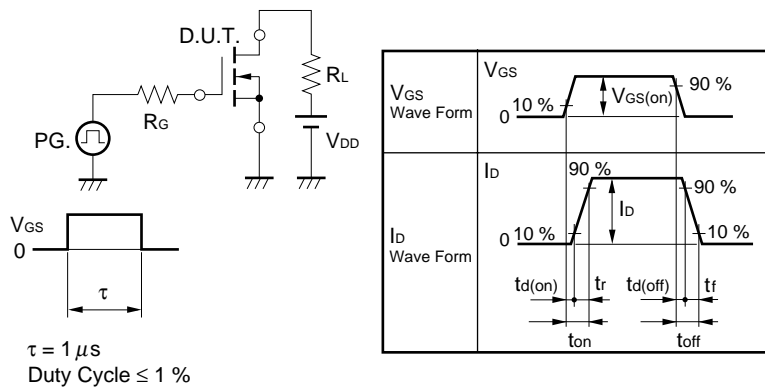 D.U.T.
RL
RG
PG.
VDD
VGS
0
τ
τ = 1 μs
Duty Cycle ≤ 1 %
VGS
Wave Form
VGS
10 %
0
VGS(on)
90 %
ID
Wave Form
ID
90 %
90 %
ID
0
10 %
10 %
td(on)
tr
td(off)
tf
ton
toff